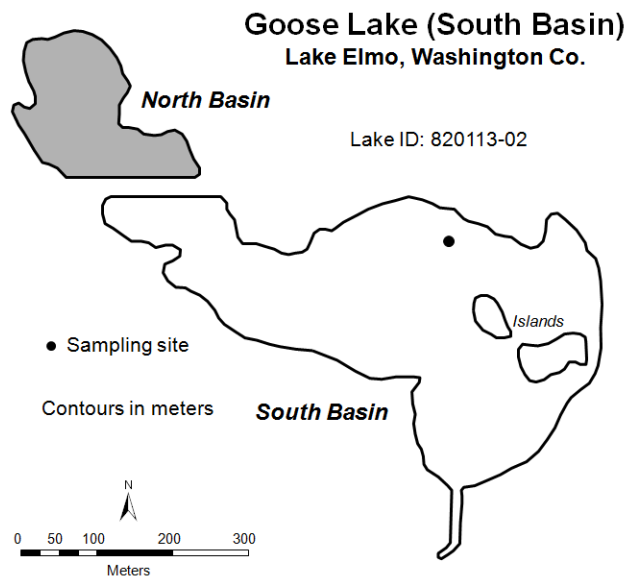 Goose Lake (South Basin)
Lake Elmo, Washington Co.
North Basin
Lake ID: 820113-02
Islands
Sampling site
Contours in meters
South Basin
N
0 50 100 200 300
Meters